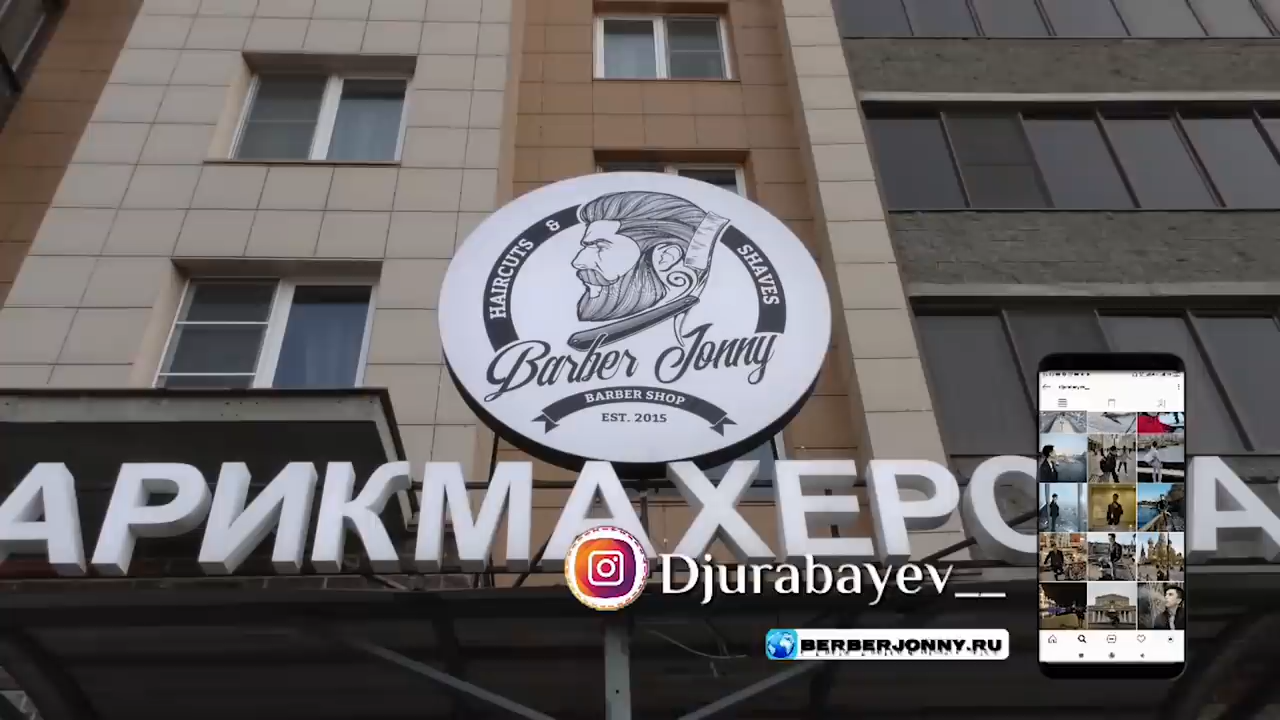 HAIRCUTS & SHAVES
Barber Jonny
BARBER SHOP
EST. 2015
АРИКМАХЕРС А
Djurabayev__
BERBERJONNY.RU